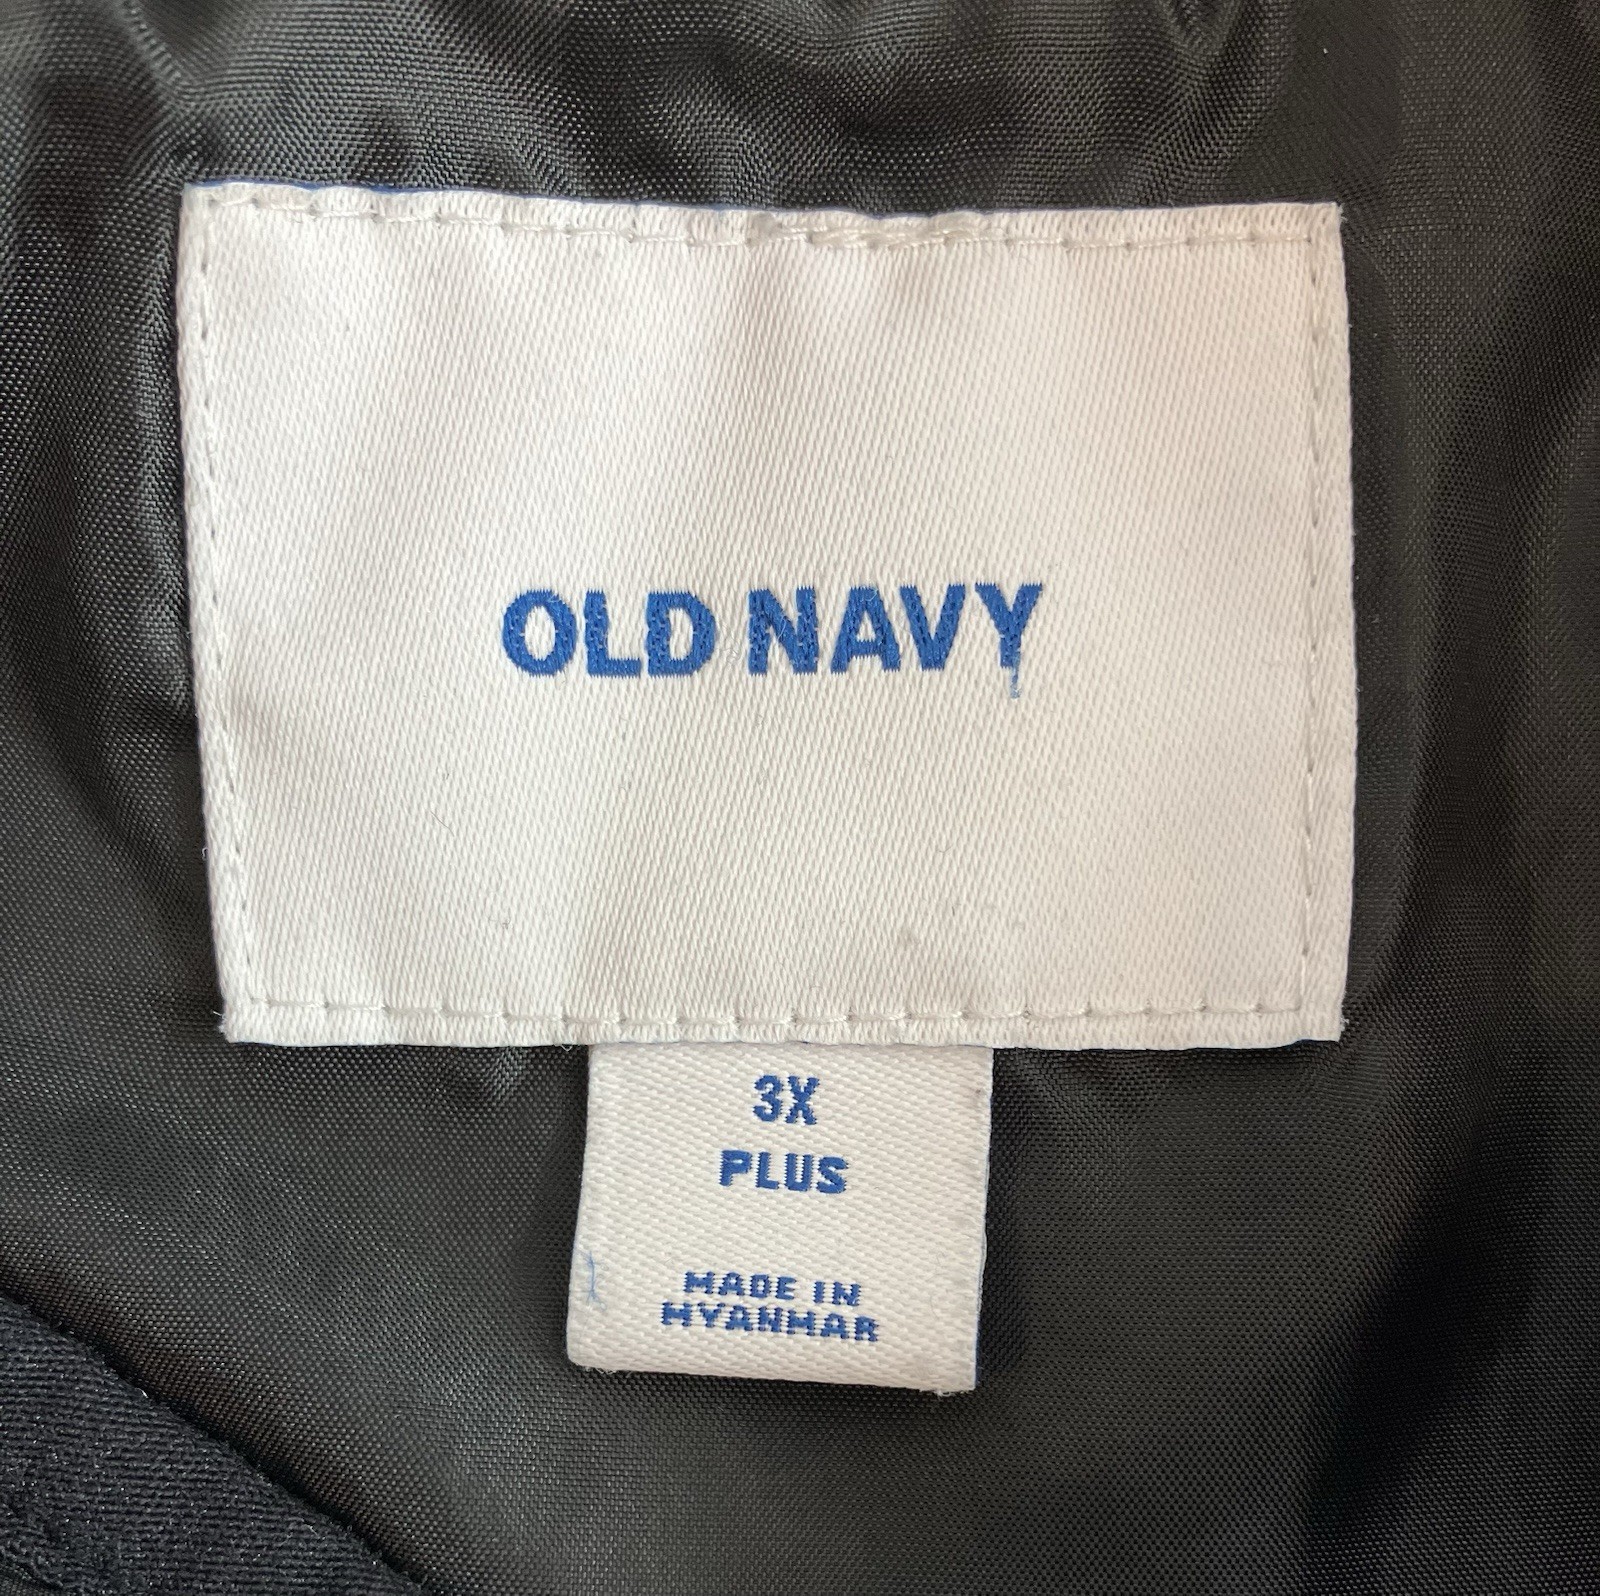 OLD NAVY
3X
PLUS
MADE IN
MYANMAR